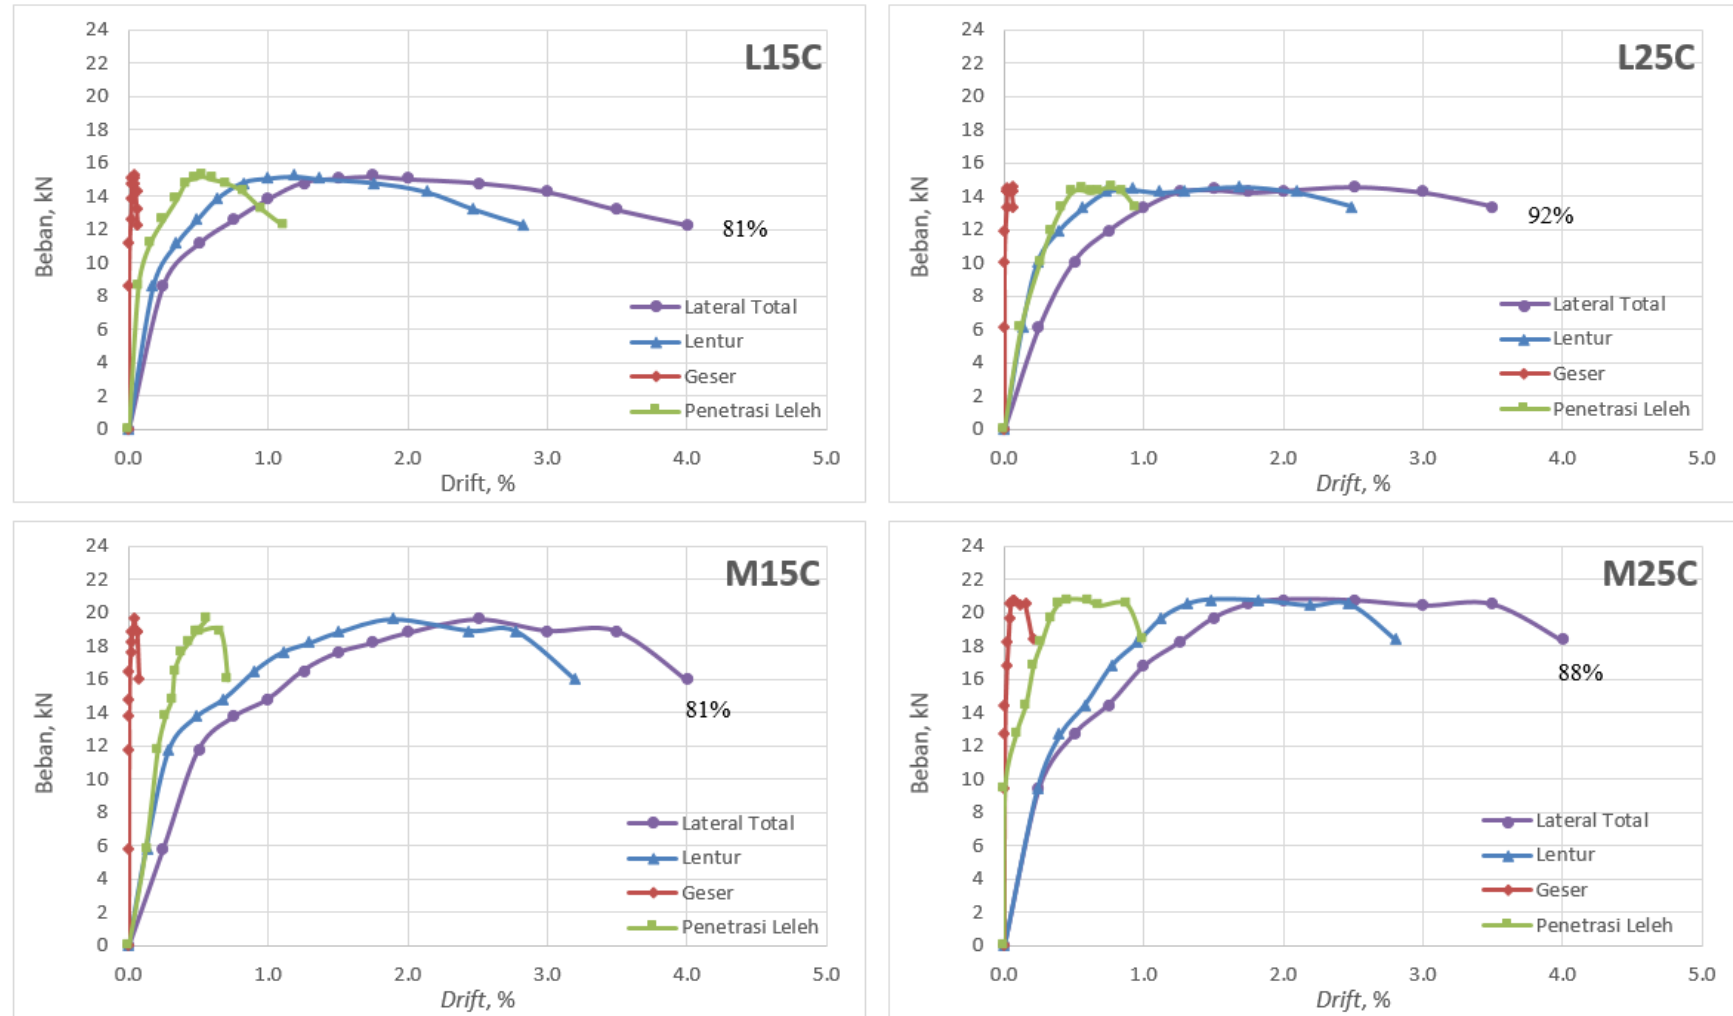 L15C
24
22
20
18
16
14
12
10
8
6
4
2
0
Beban, kN
81%
Lateral Total
Lentur
Geser
Penetrasi Leleh
0.0 1.0 2.0 3.0 4.0 5.0
Drift, %
L25C
24
22
20
18
16
14
12
10
8
6
4
2
0
Beban, kN
92%
Lateral Total
Lentur
Geser
Penetrasi Leleh
0.0 1.0 2.0 3.0 4.0 5.0
Drift, %
M15C
24
22
20
18
16
14
12
10
8
6
4
2
0
Beban, kN
81%
Lateral Total
Lentur
Geser
Penetrasi Leleh
0.0 1.0 2.0 3.0 4.0 5.0
Drift, %
M25C
24
22
20
18
16
14
12
10
8
6
4
2
0
Beban, kN
88%
Lateral Total
Lentur
Geser
Penetrasi Leleh
0.0 1.0 2.0 3.0 4.0 5.0
Drift, %